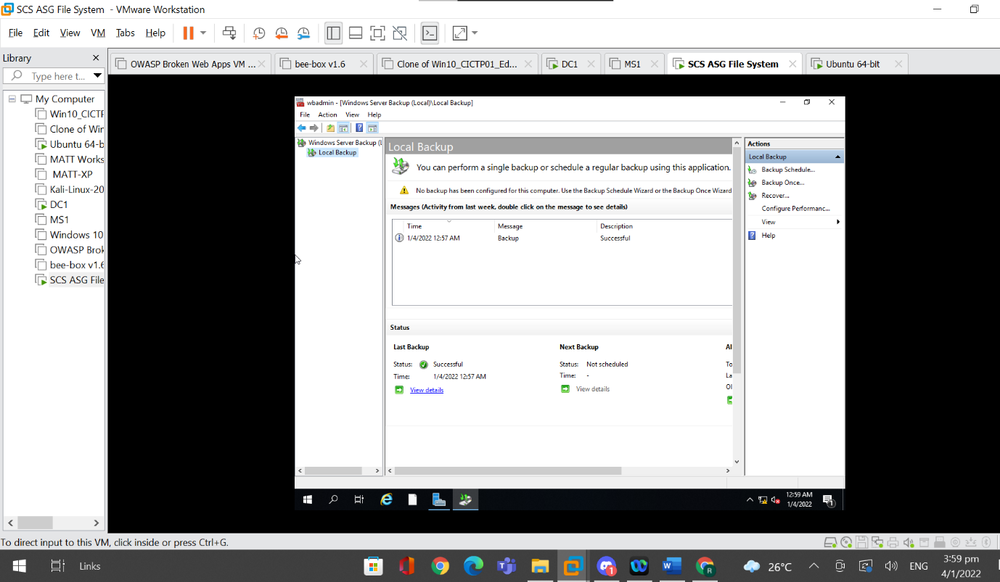 SCS ASG File System - VMware Workstation
File Edit View VM Tabs Help
Library
Type here t...
OWASP Broken Web Apps VM ...
bee-box v1.6
Clone of Win10_CICTP01_Ed...
DC1
MS1
SCS ASG File System
Ubuntu 64-bit
My Computer
Win10_CICTP
Clone of Win
Ubuntu 64-b
MATT Works
MATT-XP
Kali-Linux-20
DC1
MS1
Windows 10
OWASP Brok
bee-box v1.6
SCS ASG File
wbadmin - [Windows Server Backup (Local)\Local Backup]
File Action View Help
Windows Server Backup (L
Local Backup
Local Backup
You can perform a single backup or schedule a regular backup using this application.
No backup has been configured for this computer. Use the Backup Schedule Wizard or the Backup Once Wizard
Messages (Activity from last week, double click on the message to see details)
Time Message Description
1/4/2022 12:57 AM Backup Successful
Status
Last Backup Next Backup Al
Status: Successful Status: Not scheduled To
Time: 1/4/2022 12:57 AM Time: - La
View details View details Ol
Actions
Local Backup
Backup Schedule...
Backup Once...
Recover...
Configure Performanc...
View
Help
12:59 AM
1/4/2022
1
To direct input to this VM, click inside or press Ctrl+G.
Links
1
W
R
26°C
ENG
3:59 pm
4/1/2022